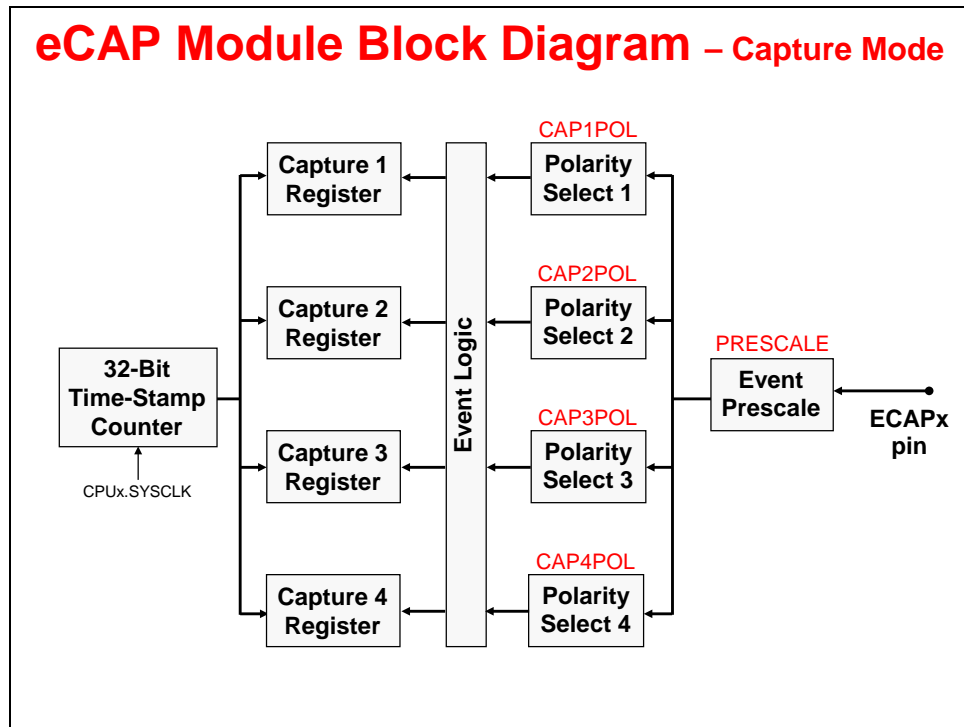 eCAP Module Block Diagram – Capture Mode
CAP1POL
Capture 1
Register
Polarity
Select 1
CAP2POL
Capture 2
Register
Polarity
Select 2
32-Bit
Time-Stamp
Counter
CPUx.SYSCLK
Event Logic
PRESCALE
Event
Prescale
ECAPx
pin
CAP3POL
Capture 3
Register
Polarity
Select 3
CAP4POL
Capture 4
Register
Polarity
Select 4